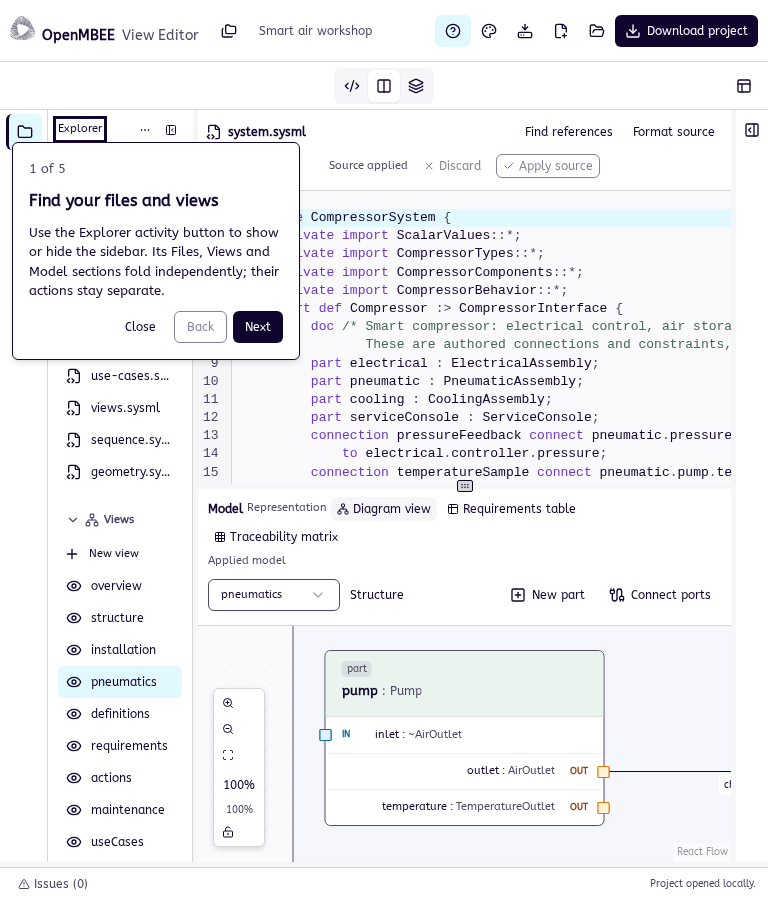 OpenMBEE View Editor
Smart air workshop
Download project
Explorer
system.sysml
Find references
Format source
Source applied
Discard
Apply source
1 of 5
Find your files and views
Use the Explorer activity button to show
or hide the sidebar. Its Files, Views and
Model sections fold independently; their
actions stay separate.
Close
Back
Next
CompressorSystem {
import ScalarValues::*;
import CompressorTypes::*;
import CompressorComponents::*;
import CompressorBehavior::*;
def Compressor :> CompressorInterface {
doc /* Smart compressor: electrical control, air
These are authored connections and constraints,
9 part electrical : ElectricalAssembly;
10 part pneumatic : PneumaticAssembly;
11 part cooling : CoolingAssembly;
12 part serviceConsole : ServiceConsole;
13 connection pressureFeedback connect pneumatic.pressure
14 to electrical.controller.pressure;
15 connection temperatureSample connect pneumatic.pump.te
use-cases.s...
views.sysml
sequence.sy...
geometry.sy...
Views
New view
overview
structure
installation
pneumatics
definitions
requirements
actions
maintenance
useCases
Model
Representation
Diagram view
Requirements table
Traceability matrix
Applied model
pneumatics
Structure
New part
Connect ports
part
pump : Pump
IN inlet : ~AirOutlet
outlet : AirOutlet OUT
temperature : TemperatureOutlet OUT
100%
100%
React Flow
Issues (0)
Project opened locally.